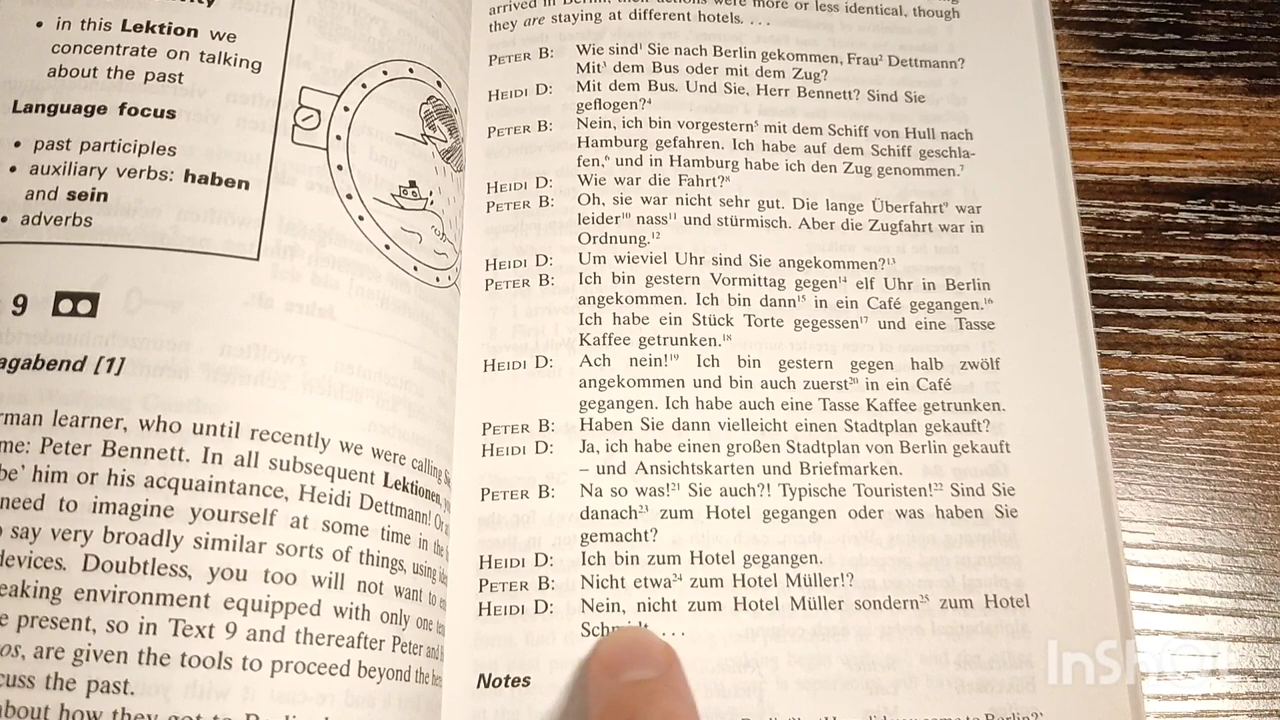 • in this Lektion we
concentrate on talking
about the past
Language focus
• past participles
• auxiliary verbs: haben
and sein
• adverbs
9
agabend [1]
rman learner, who until recently we were calling
me: Peter Bennett. In all subsequent Lektionen,
be' him or his acquaintance, Heidi Dettmann! Or
need to imagine yourself at some time in the
say very broadly similar sorts of things, using
devices. Doubtless, you too will not want to
eaking environment equipped with only one
e present, so in Text 9 and thereafter Peter and
os, are given the tools to proceed beyond the
cuss the past.
about how they got to
arrived in Berlin, their actions were more or less identical, though
they are staying at different hotels. ...
PETER B: Wie sind¹ Sie nach Berlin gekommen, Frau² Dettmann?
Mit³ dem Bus oder mit dem Zug?
HEIDI D: Mit dem Bus. Und Sie, Herr Bennett? Sind Sie
geflogen?⁴
PETER B: Nein, ich bin vorgestern⁵ mit dem Schiff von Hull nach
Hamburg gefahren. Ich habe auf dem Schiff geschla-
fen,⁶ und in Hamburg habe ich den Zug genommen.⁷
HEIDI D: Wie war die Fahrt?⁸
PETER B: Oh, sie war nicht sehr gut. Die lange Überfahrt⁹ war
leider¹⁰ nass¹¹ und stürmisch. Aber die Zugfahrt war in
Ordnung.¹²
HEIDI D: Um wieviel Uhr sind Sie angekommen?¹³
PETER B: Ich bin gestern Vormittag gegen¹⁴ elf Uhr in Berlin
angekommen. Ich bin dann¹⁵ in ein Café gegangen.¹⁶
Ich habe ein Stück Torte gegessen¹⁷ und eine Tasse
Kaffee getrunken.¹⁸
HEIDI D: Ach nein!¹⁹ Ich bin gestern gegen halb zwölf
angekommen und bin auch zuerst²⁰ in ein Café
gegangen. Ich habe auch eine Tasse Kaffee getrunken.
PETER B: Haben Sie dann vielleicht einen Stadtplan gekauft?
HEIDI D: Ja, ich habe einen großen Stadtplan von Berlin gekauft
– und Ansichtskarten und Briefmarken.
PETER B: Na so was!²¹ Sie auch?! Typische Touristen!²² Sind Sie
danach²³ zum Hotel gegangen oder was haben Sie
gemacht?
HEIDI D: Ich bin zum Hotel gegangen.
PETER B: Nicht etwa²⁴ zum Hotel Müller!?
HEIDI D: Nein, nicht zum Hotel Müller sondern²⁵ zum Hotel
Schmidt. ...
Notes
InShOt